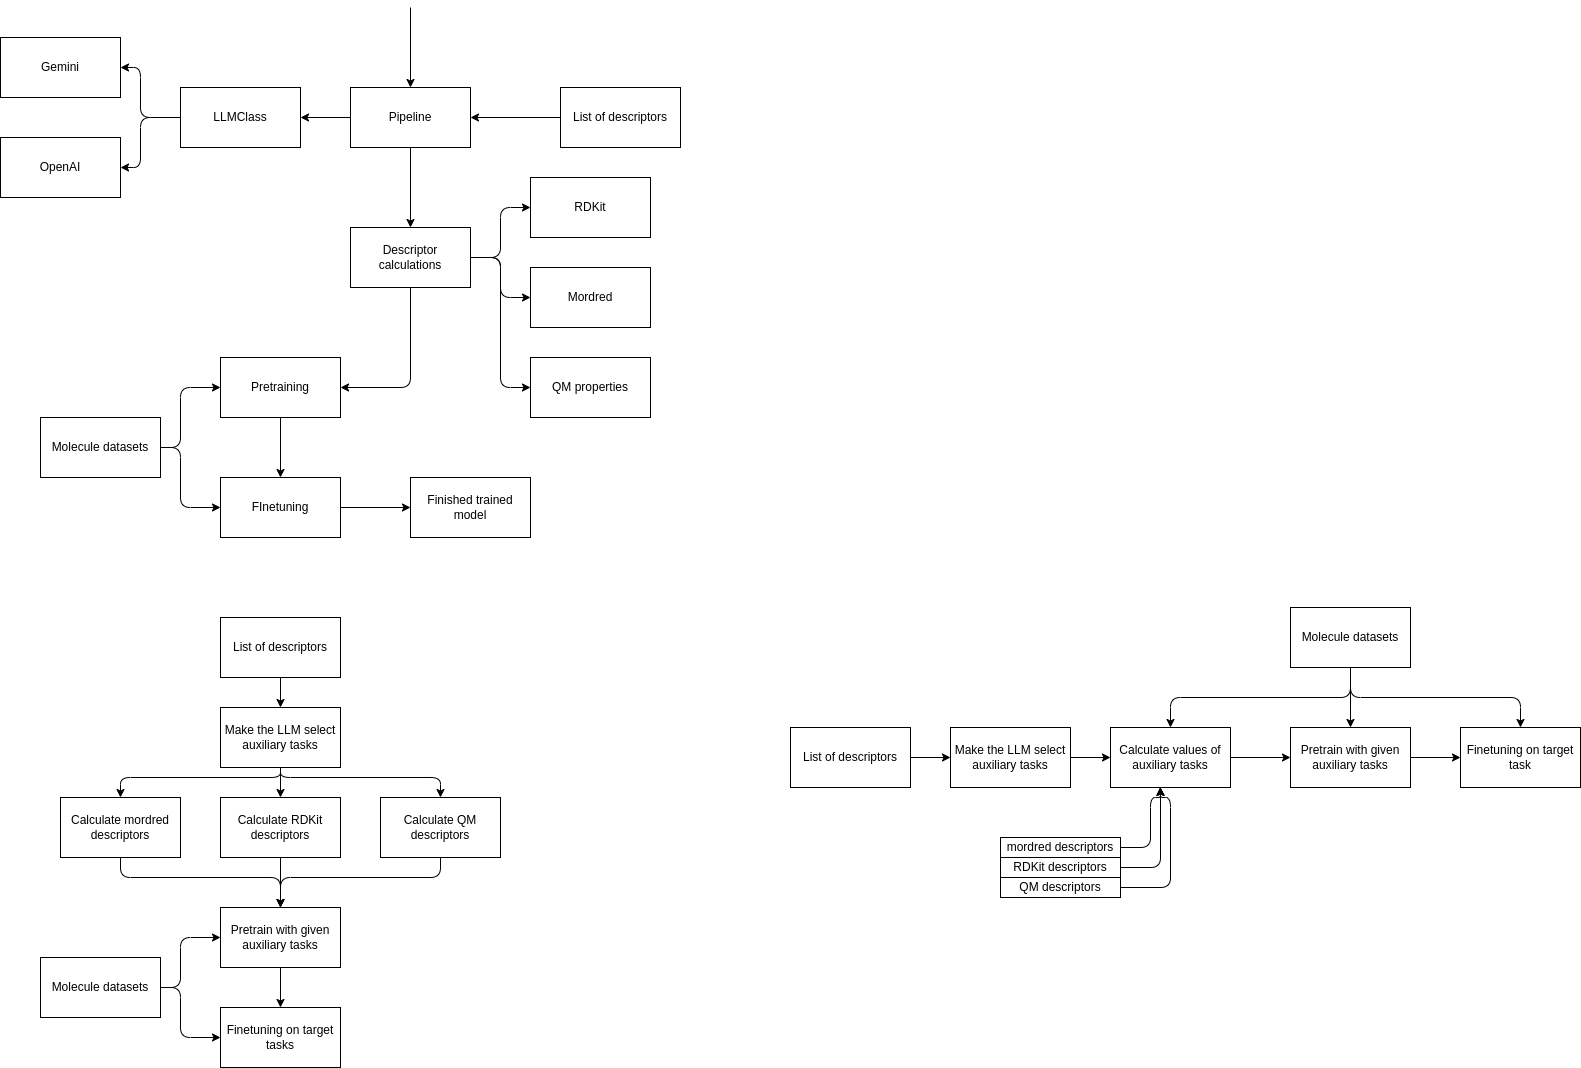 Gemini
LLMClass
Pipeline
List of descriptors
OpenAI
RDKit
Descriptor
calculations
Mordred
Pretraining
QM properties
Molecule datasets
FInetuning
Finished trained
model
List of descriptors
Make the LLM select
auxiliary tasks
Calculate mordred
descriptors
Calculate RDKit
descriptors
Calculate QM
descriptors
Pretrain with given
auxiliary tasks
Molecule datasets
Finetuning on target
tasks
Molecule datasets
List of descriptors
Make the LLM select
auxiliary tasks
Calculate values of
auxiliary tasks
Pretrain with given
auxiliary tasks
Finetuning on target
task
mordred descriptors
RDKit descriptors
QM descriptors